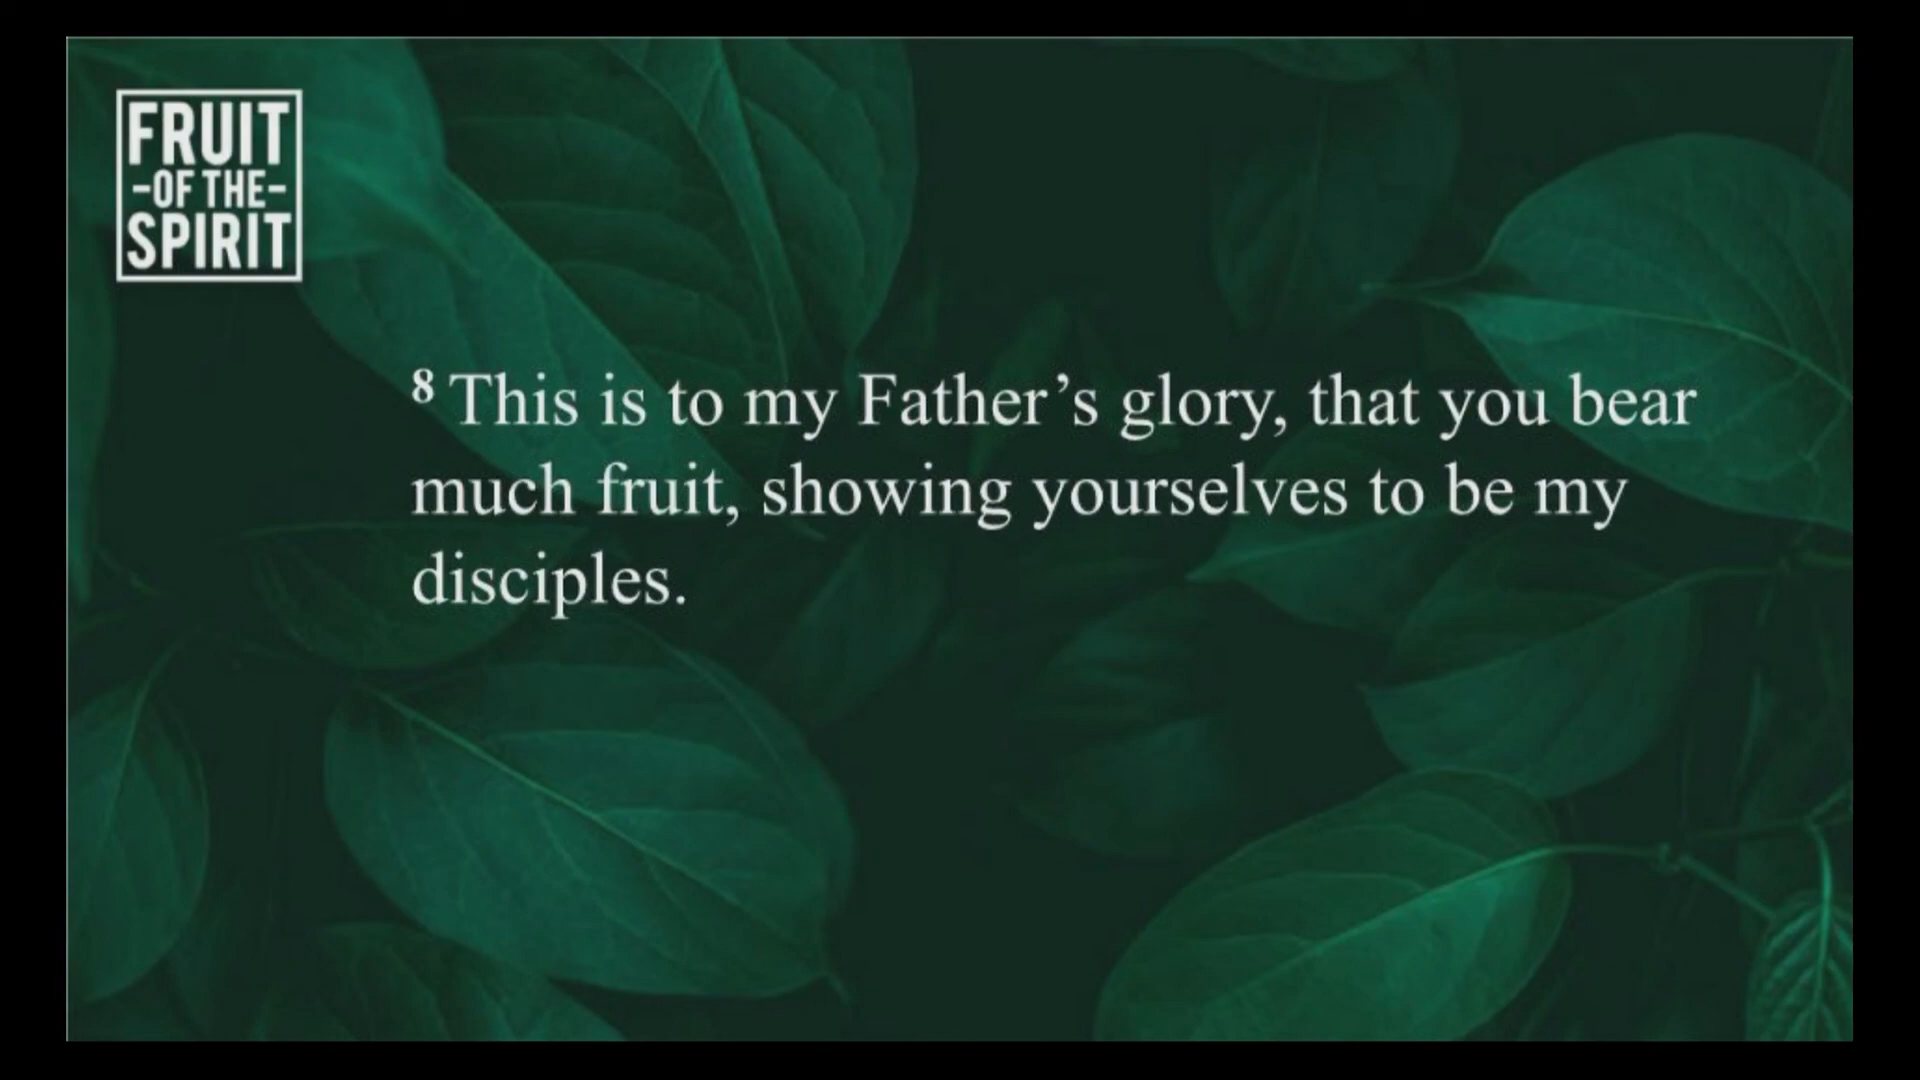 FRUIT
-OF THE-
SPIRIT
8 This is to my Father’s glory, that you bear
much fruit, showing yourselves to be my
disciples.